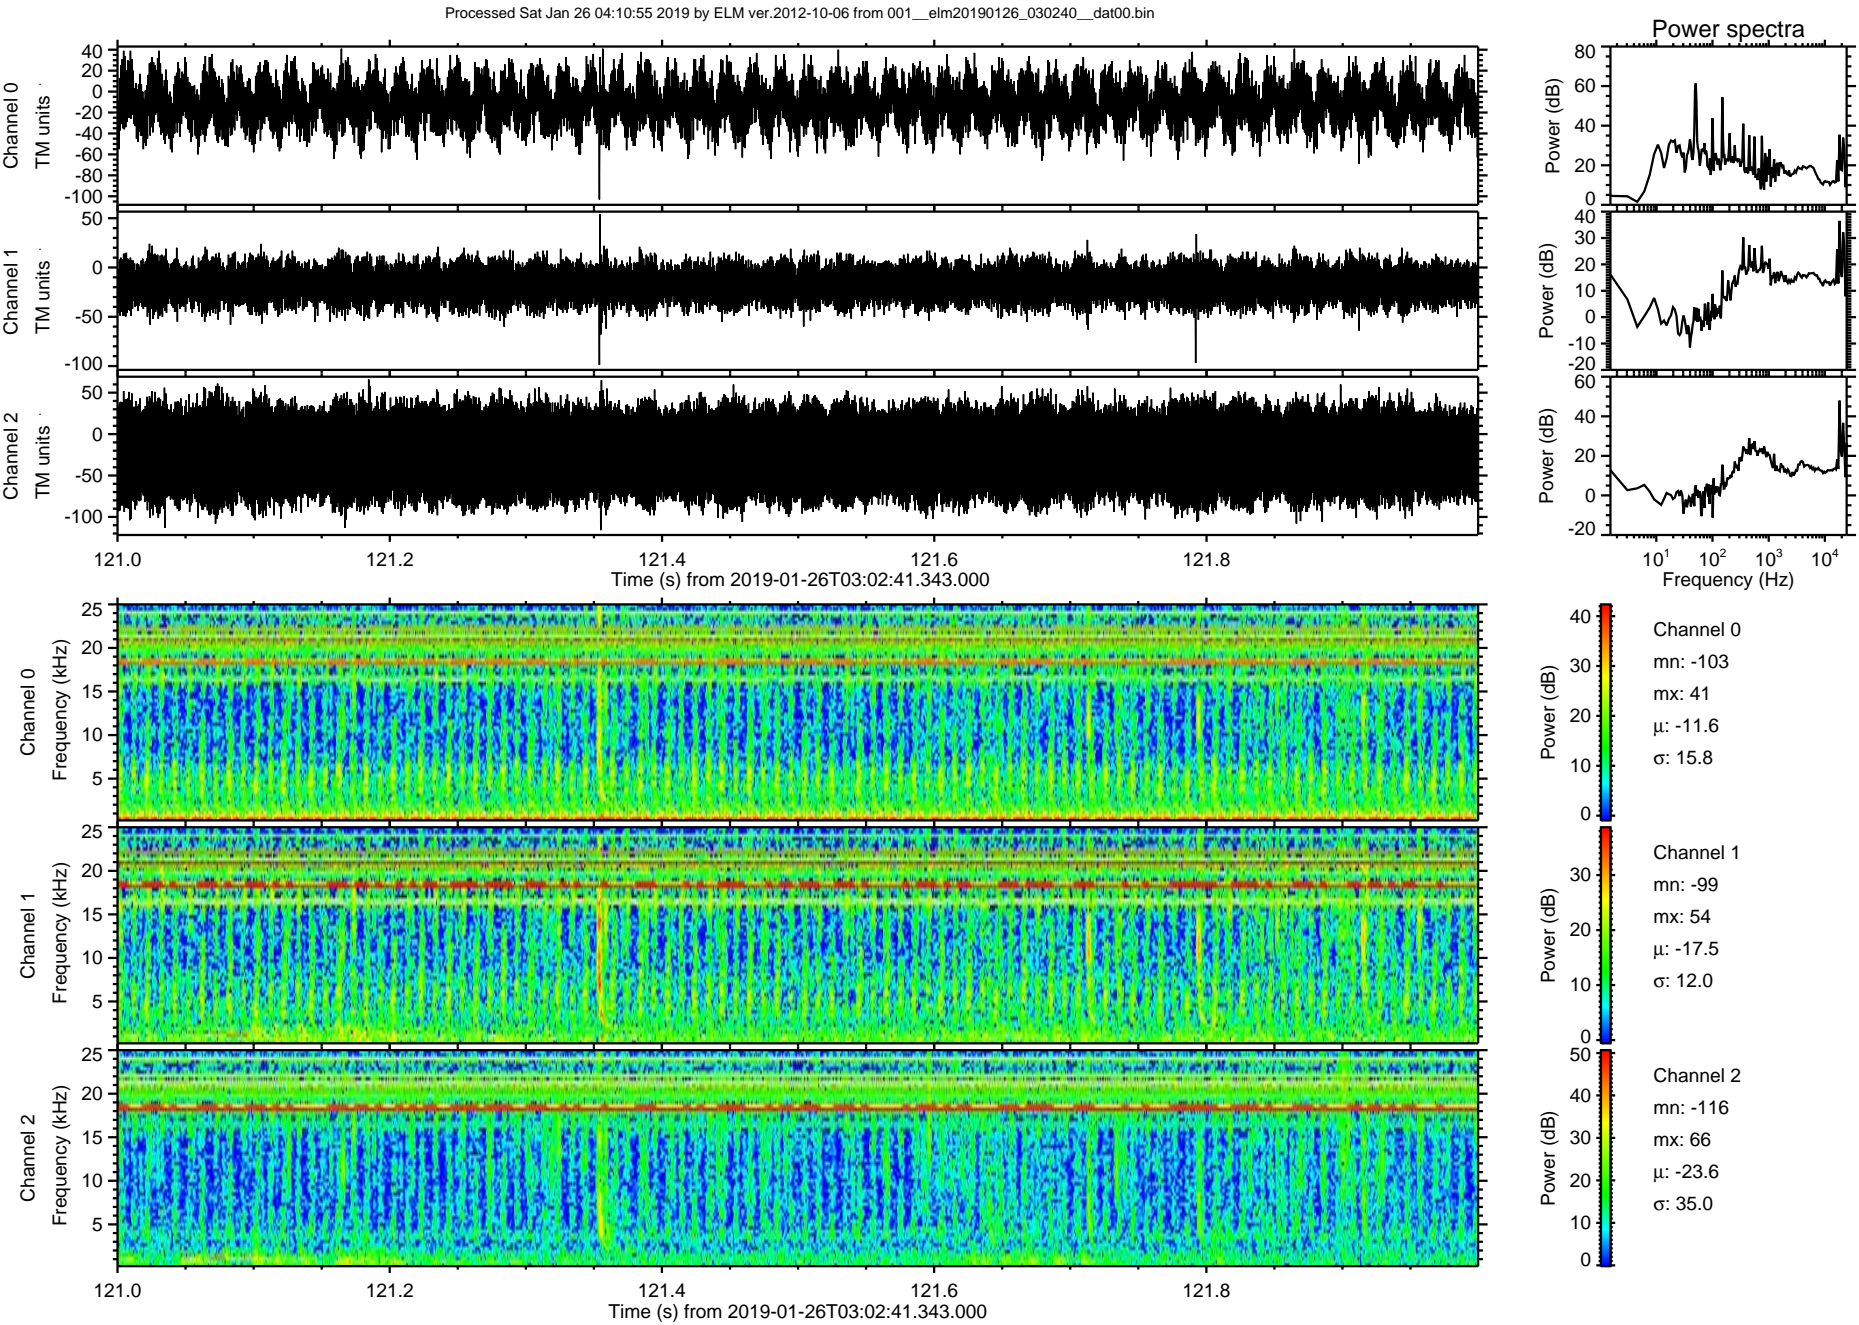 Processed Sat Jan 26 04:10:55 2019 by ELM ver.2012-10-06 from 001__elm20190126_030240__dat00.bin
Power spectra
Channel 0
TM units
40
20
0
-20
-40
-60
-80
-100
Power (dB)
80
60
40
20
0
Channel 1
TM units
50
0
-50
-100
Power (dB)
40
30
20
10
0
-10
-20
Channel 2
TM units
50
0
-50
-100
Power (dB)
60
40
20
0
-20
121.0 121.2 121.4 121.6 121.8
Time (s) from 2019-01-26T03:02:41.343.000
10¹ 10² 10³ 10⁴
Frequency (Hz)
Channel 0
Frequency (kHz)
25
20
15
10
5
Power (dB)
40
30
20
10
0
Channel 0
mn: -103
mx: 41
μ: -11.6
σ: 15.8
Channel 1
Frequency (kHz)
25
20
15
10
5
Power (dB)
30
20
10
0
Channel 1
mn: -99
mx: 54
μ: -17.5
σ: 12.0
Channel 2
Frequency (kHz)
25
20
15
10
5
Power (dB)
50
40
30
20
10
0
Channel 2
mn: -116
mx: 66
μ: -23.6
σ: 35.0
121.0 121.2 121.4 121.6 121.8
Time (s) from 2019-01-26T03:02:41.343.000